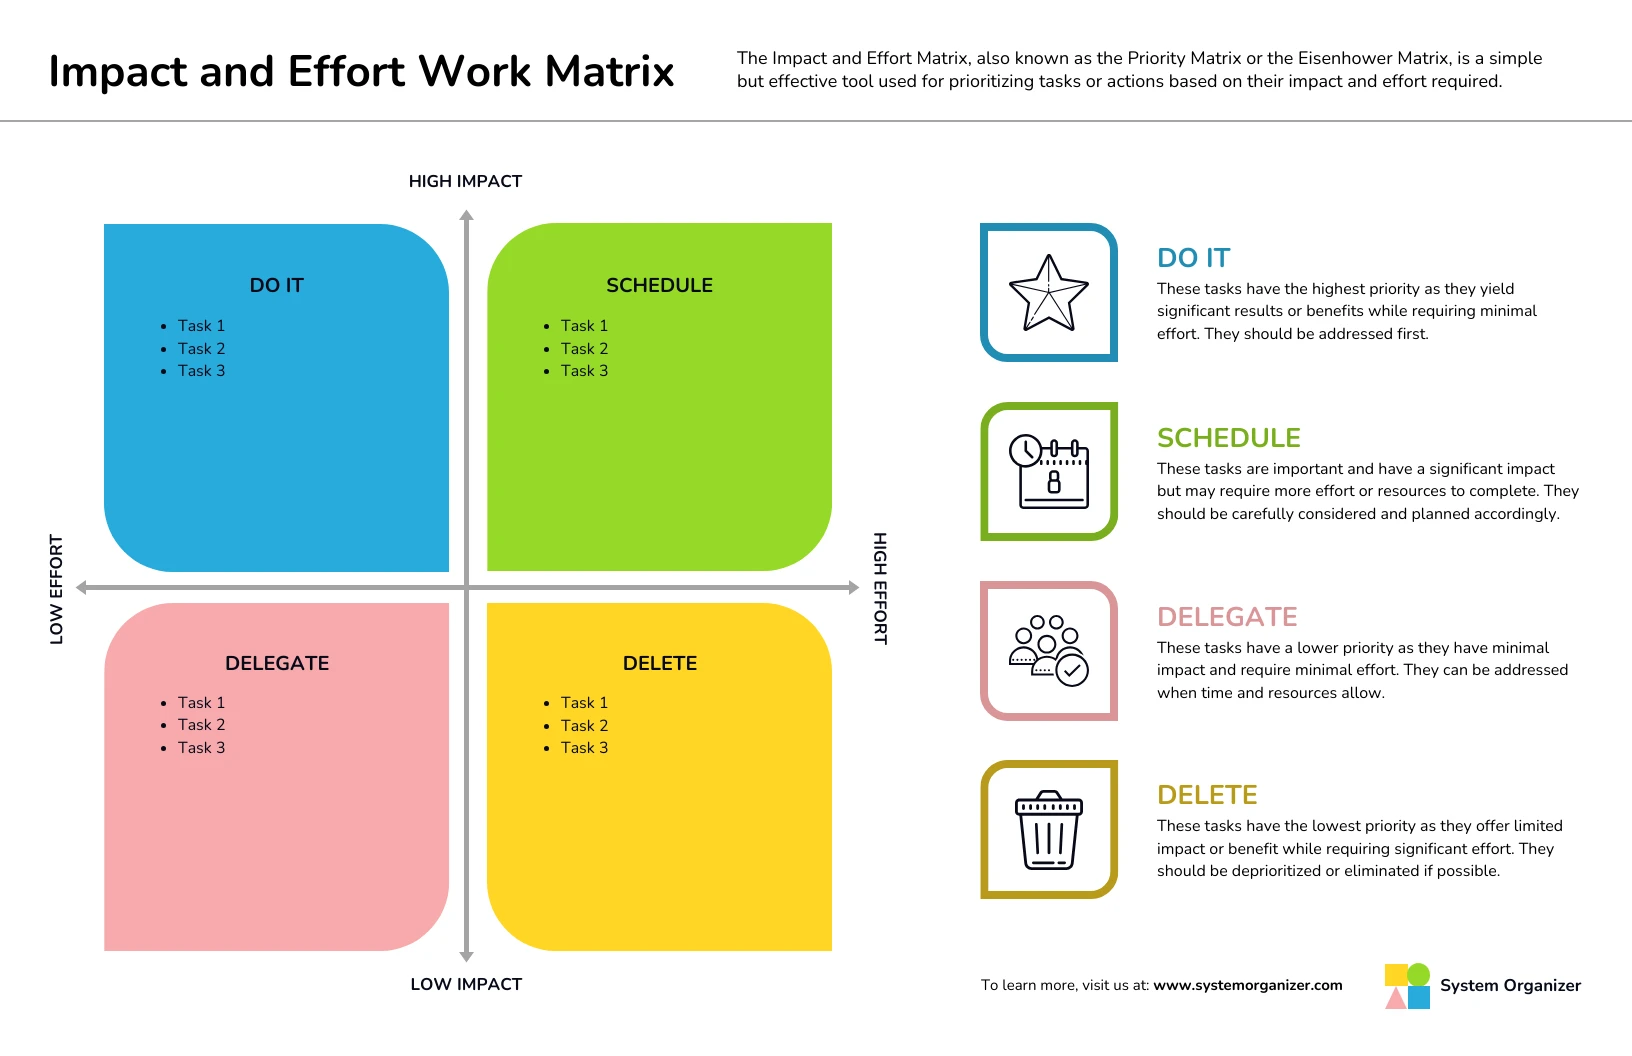 Impact and Effort Work Matrix
The Impact and Effort Matrix, also known as the Priority Matrix or the Eisenhower Matrix, is a simple
but effective tool used for prioritizing tasks or actions based on their impact and effort required.
HIGH IMPACT
LOW EFFORT
HIGH EFFORT
LOW IMPACT
DO IT
Task 1
Task 2
Task 3
SCHEDULE
Task 1
Task 2
Task 3
DELEGATE
Task 1
Task 2
Task 3
DELETE
Task 1
Task 2
Task 3
DO IT
These tasks have the highest priority as they yield
significant results or benefits while requiring minimal
effort. They should be addressed first.
SCHEDULE
These tasks are important and have a significant impact
but may require more effort or resources to complete. They
should be carefully considered and planned accordingly.
DELEGATE
These tasks have a lower priority as they have minimal
impact and require minimal effort. They can be addressed
when time and resources allow.
DELETE
These tasks have the lowest priority as they offer limited
impact or benefit while requiring significant effort. They
should be deprioritized or eliminated if possible.
To learn more, visit us at: www.systemorganizer.com
System Organizer